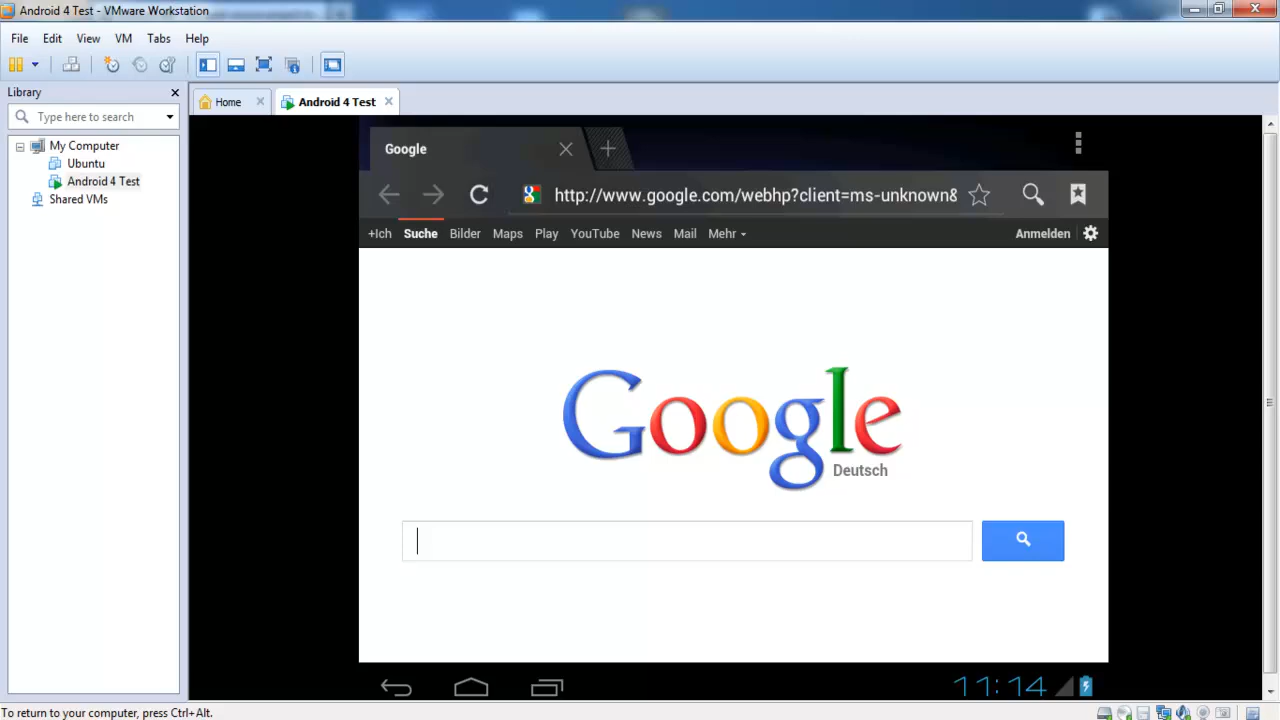 Android 4 Test - VMware Workstation
File Edit View VM Tabs Help
Library
Type here to search
My Computer
Ubuntu
Android 4 Test
Shared VMs
Home
Android 4 Test
Google
http://www.google.com/webhp?client=ms-unknown&
+Ich Suche Bilder Maps Play YouTube News Mail Mehr Anmelden
Google
Deutsch
11:14
To return to your computer, press Ctrl+Alt.